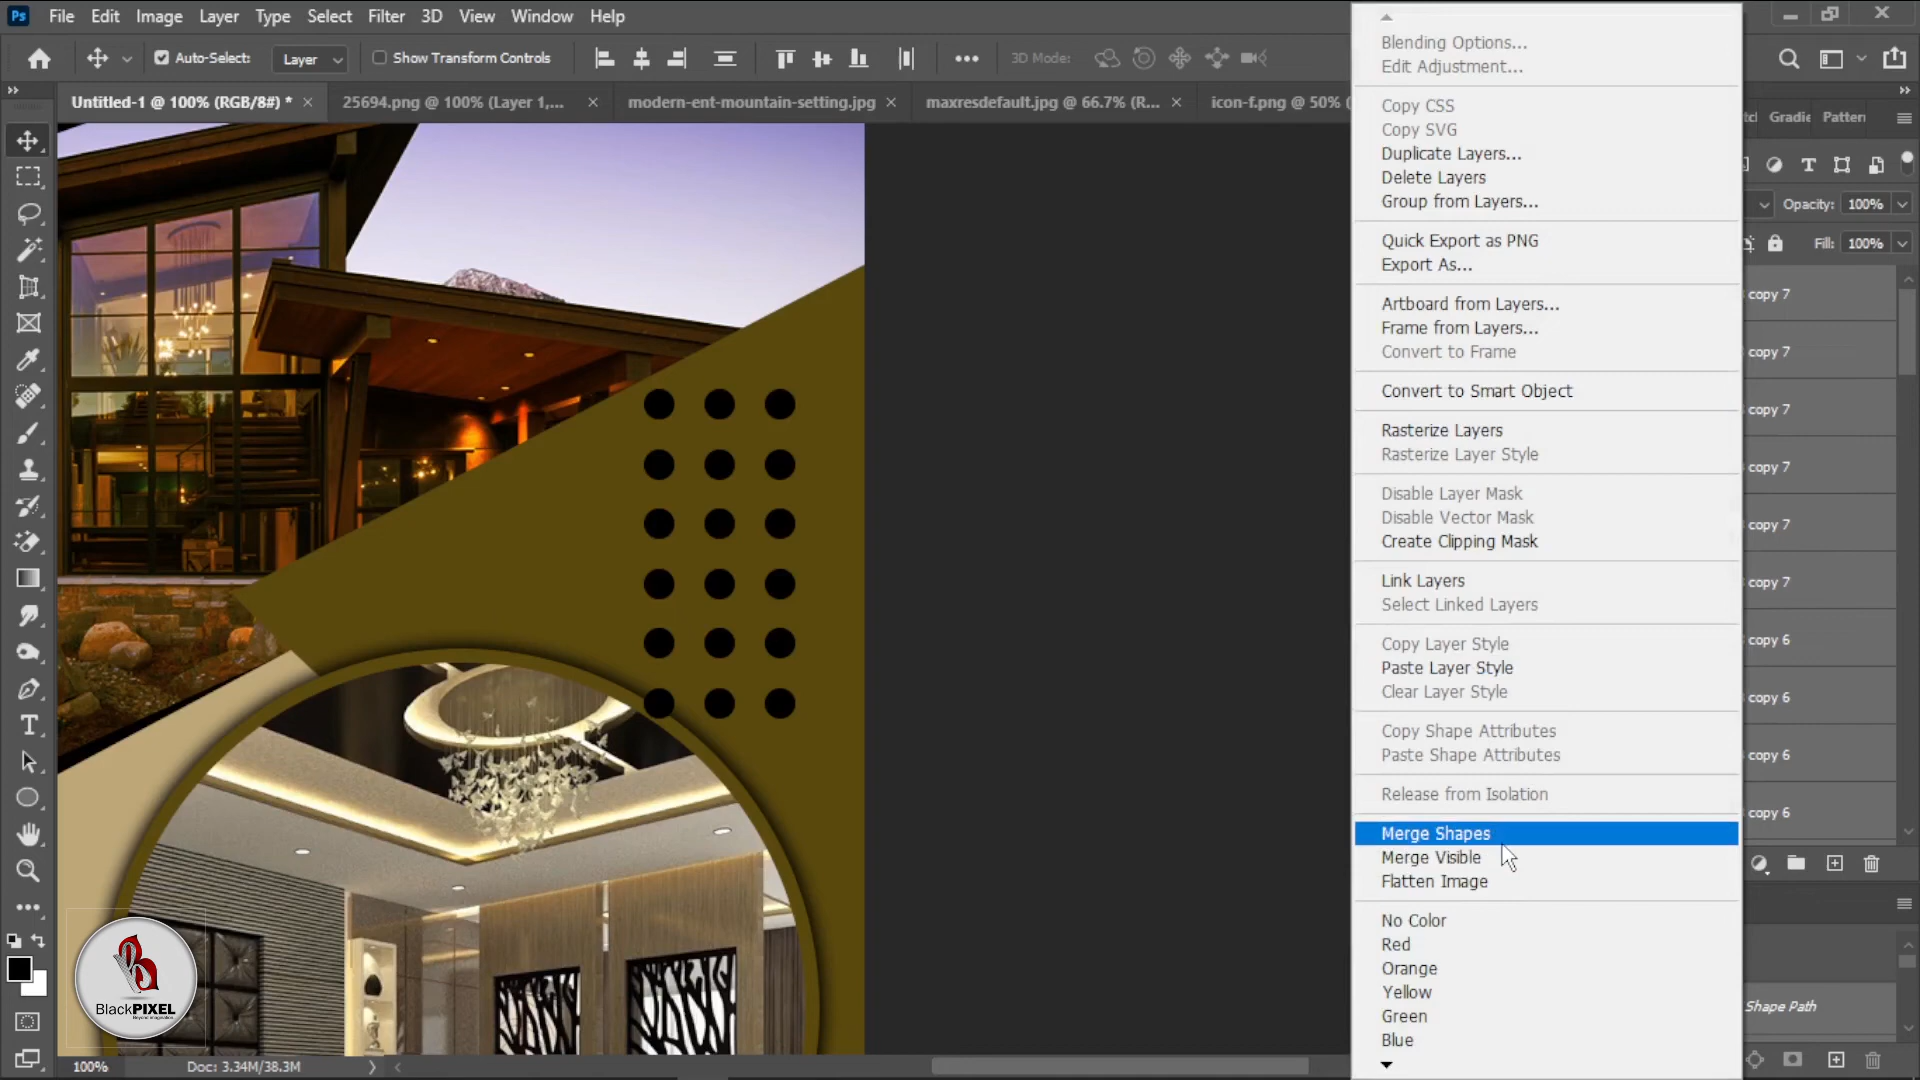 Ps File Edit Image Layer Type Select Filter 3D View Window Help
Auto-Select: Layer Show Transform Controls 3D Mode:
Untitled-1 @ 100% (RGB/8#) * 25694.png @ 100% (Layer 1,... modern-ent-mountain-setting.jpg maxresdefault.jpg @ 66.7% (R... icon-f.png @ 50% (
Gradie Patter
Opacity: 100%
Fill: 100%
Blending Options...
Edit Adjustment...
Copy CSS
Copy SVG
Duplicate Layers...
Delete Layers
Group from Layers...
Quick Export as PNG
Export As...
Artboard from Layers...
Frame from Layers...
Convert to Frame
Convert to Smart Object
Rasterize Layers
Rasterize Layer Style
Disable Layer Mask
Disable Vector Mask
Create Clipping Mask
Link Layers
Select Linked Layers
Copy Layer Style
Paste Layer Style
Clear Layer Style
Copy Shape Attributes
Paste Shape Attributes
Release from Isolation
Merge Shapes
Merge Visible
Flatten Image
No Color
Red
Orange
Yellow
Green
Blue
copy 7
copy 7
copy 7
copy 7
copy 7
copy 7
copy 6
copy 6
copy 6
copy 6
Shape Path
BlackPIXEL
100% Doc: 3.34M/38.3M